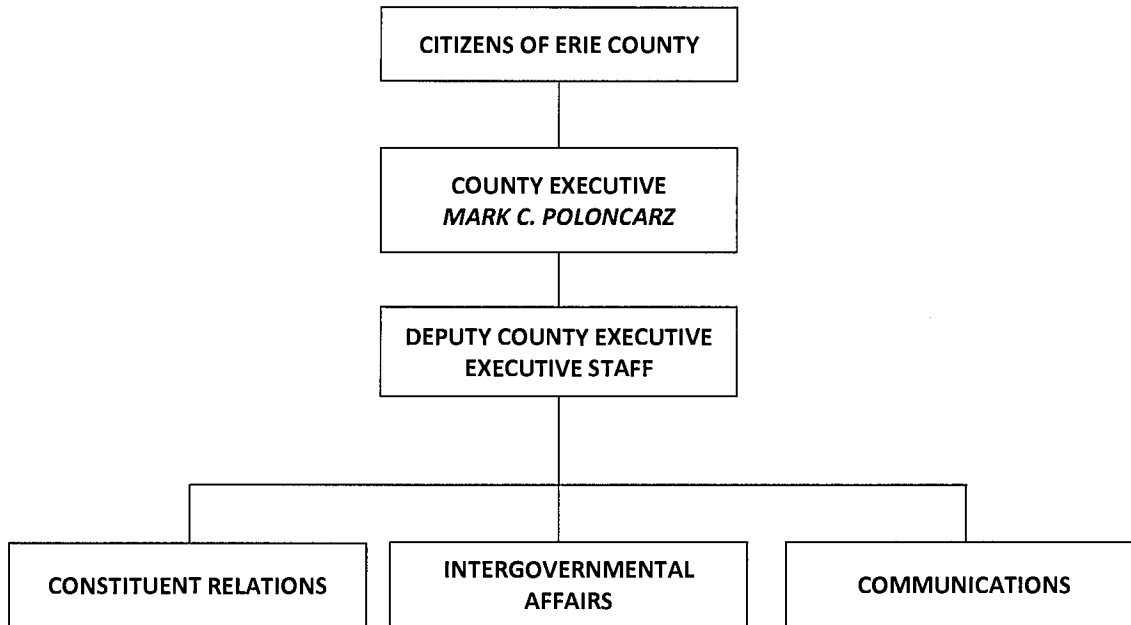 CITIZENS OF ERIE COUNTY
COUNTY EXECUTIVE
MARK C. POLONCARZ
DEPUTY COUNTY EXECUTIVE
EXECUTIVE STAFF
CONSTITUENT RELATIONS
INTERGOVERNMENTAL
AFFAIRS
COMMUNICATIONS